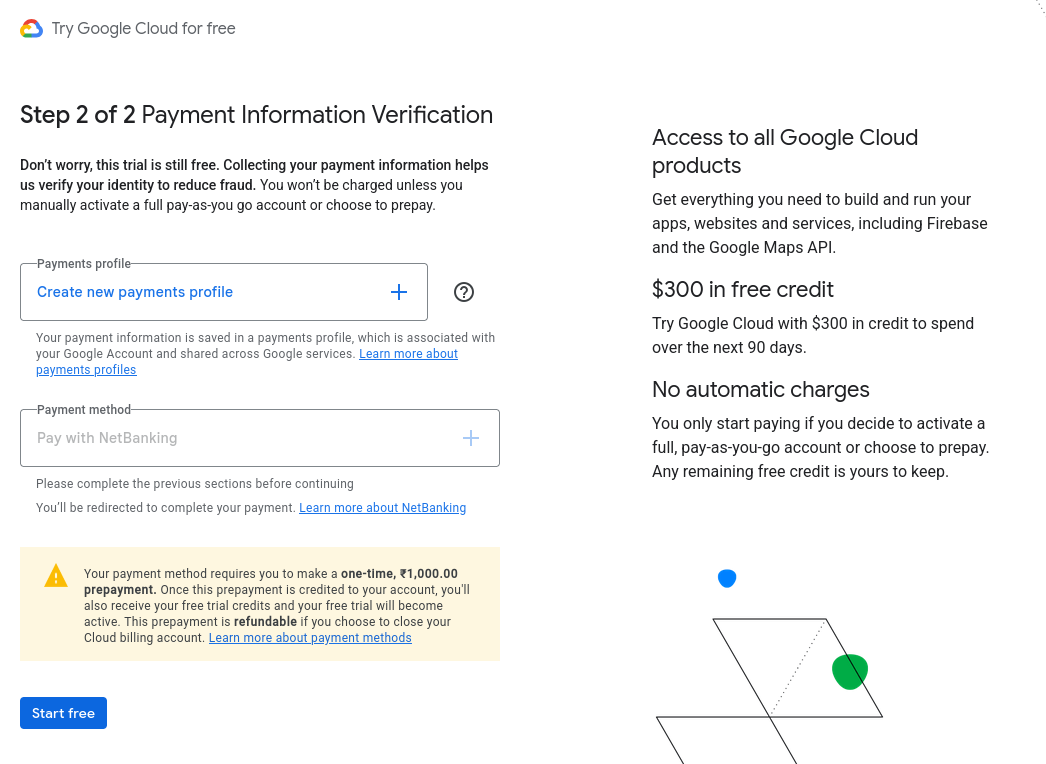 Try Google Cloud for free
Step 2 of 2 Payment Information Verification
Don’t worry, this trial is still free. Collecting your payment information helps
us verify your identity to reduce fraud. You won’t be charged unless you
manually activate a full pay-as-you go account or choose to prepay.
Payments profile
Create new payments profile
Your payment information is saved in a payments profile, which is associated with
your Google Account and shared across Google services. Learn more about
payments profiles
Payment method
Pay with NetBanking
Please complete the previous sections before continuing
You’ll be redirected to complete your payment. Learn more about NetBanking
Your payment method requires you to make a one-time, ₹1,000.00
prepayment. Once this prepayment is credited to your account, you'll
also receive your free trial credits and your free trial will become
active. This prepayment is refundable if you choose to close your
Cloud billing account. Learn more about payment methods
Start free
Access to all Google Cloud
products
Get everything you need to build and run your
apps, websites and services, including Firebase
and the Google Maps API.
$300 in free credit
Try Google Cloud with $300 in credit to spend
over the next 90 days.
No automatic charges
You only start paying if you decide to activate a
full, pay-as-you-go account or choose to prepay.
Any remaining free credit is yours to keep.